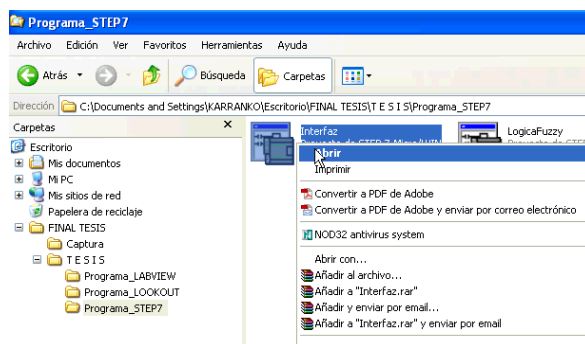 Programa_STEP7
Archivo Edición Ver Favoritos Herramientas Ayuda
Atrás Búsqueda Carpetas
Dirección C:\Documents and Settings\KARRANKO\Escritorio\FINAL TESIS\T E S I S\Programa_STEP7
Carpetas X
Escritorio
Mis documentos
Mi PC
Mis sitios de red
Papelera de reciclaje
FINAL TESIS
Captura
T E S I S
Programa_LABVIEW
Programa_LOOKOUT
Programa_STEP7
Interfaz
LogicaFuzzy
Abrir
Imprimir
Convertir a PDF de Adobe
Convertir a PDF de Adobe y enviar por correo electrónico
NOD32 antivirus system
Abrir con...
Añadir al archivo...
Añadir a "Interfaz.rar"
Añadir y enviar por email...
Añadir a "Interfaz.rar" y enviar por email